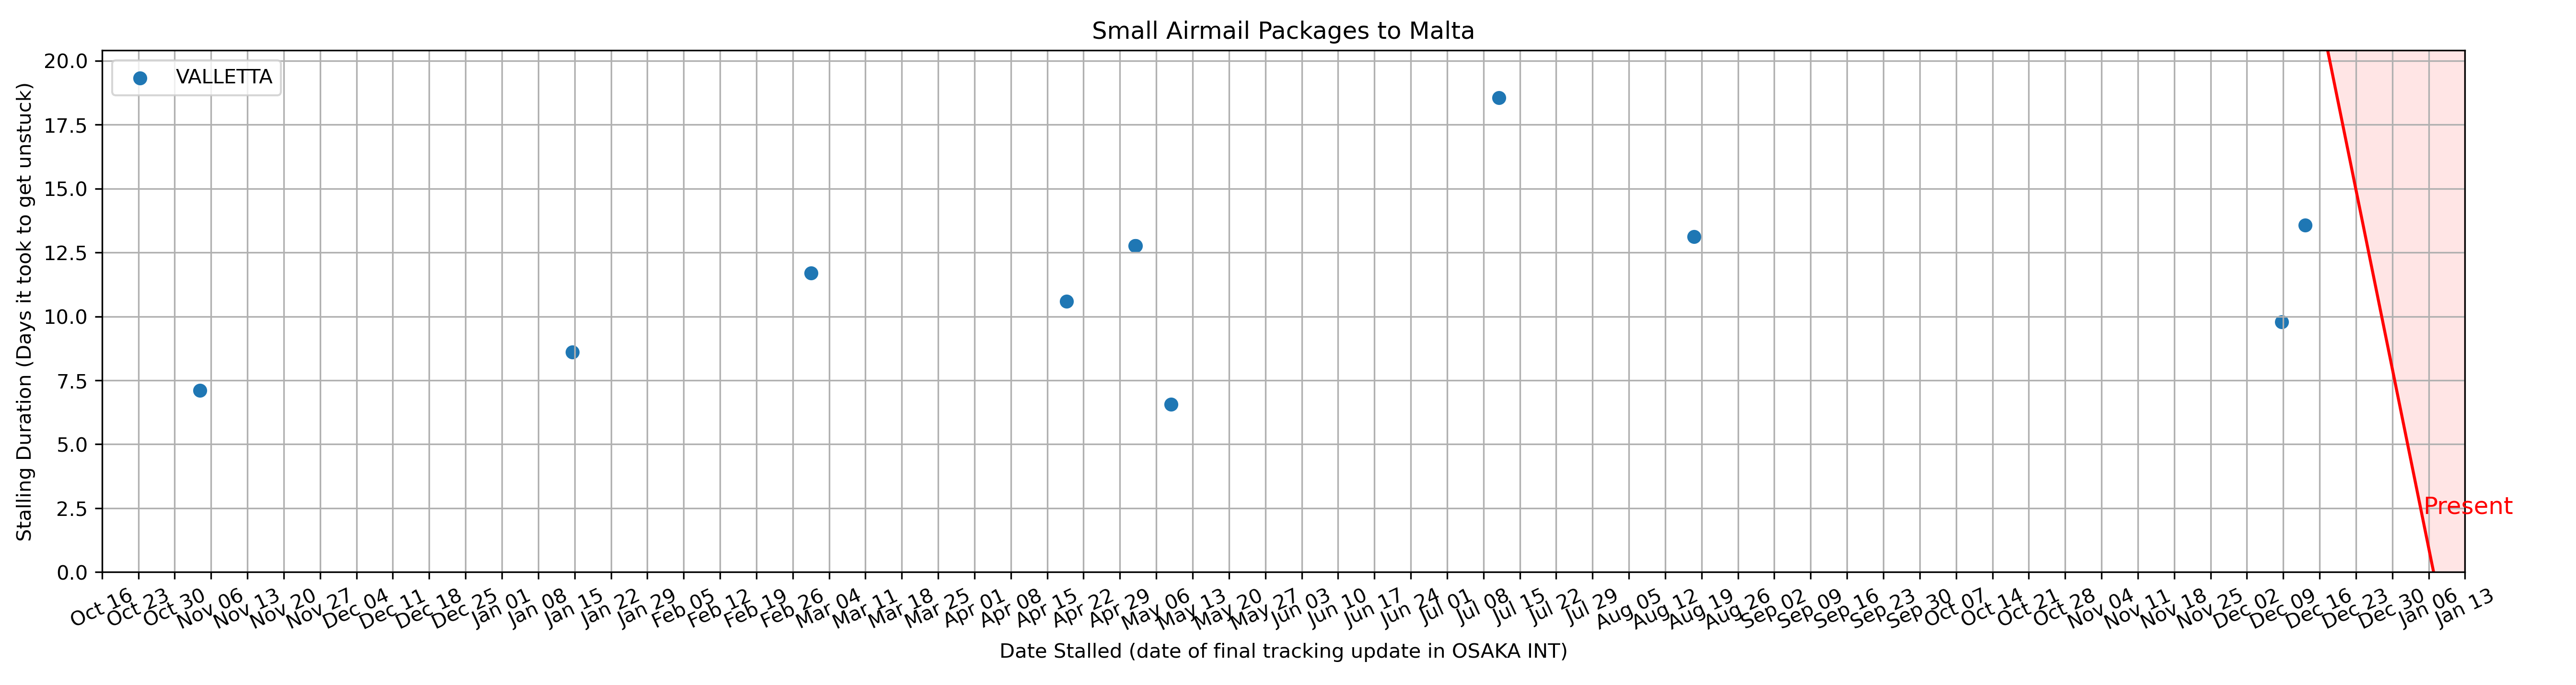 Small Airmail Packages to Malta
VALLETTA
Stalling Duration (Days it took to get unstuck)
20.0
17.5
15.0
12.5
10.0
7.5
5.0
2.5
0.0
Present
Oct 16 Oct 23 Oct 30 Nov 06 Nov 13 Nov 20 Nov 27 Dec 04 Dec 11 Dec 18 Dec 25 Jan 01 Jan 08 Jan 15 Jan 22 Jan 29 Feb 05 Feb 12 Feb 19 Feb 26 Mar 04 Mar 11 Mar 18 Mar 25 Apr 01 Apr 08 Apr 15 Apr 22 Apr 29 May 06 May 13 May 20 May 27 Jun 03 Jun 10 Jun 17 Jun 24 Jul 01 Jul 08 Jul 15 Jul 22 Jul 29 Aug 05 Aug 12 Aug 19 Aug 26 Sep 02 Sep 09 Sep 16 Sep 23 Sep 30 Oct 07 Oct 14 Oct 21 Oct 28 Nov 04 Nov 11 Nov 18 Nov 25 Dec 02 Dec 09 Dec 16 Dec 23 Dec 30 Jan 06 Jan 13
Date Stalled (date of final tracking update in OSAKA INT)